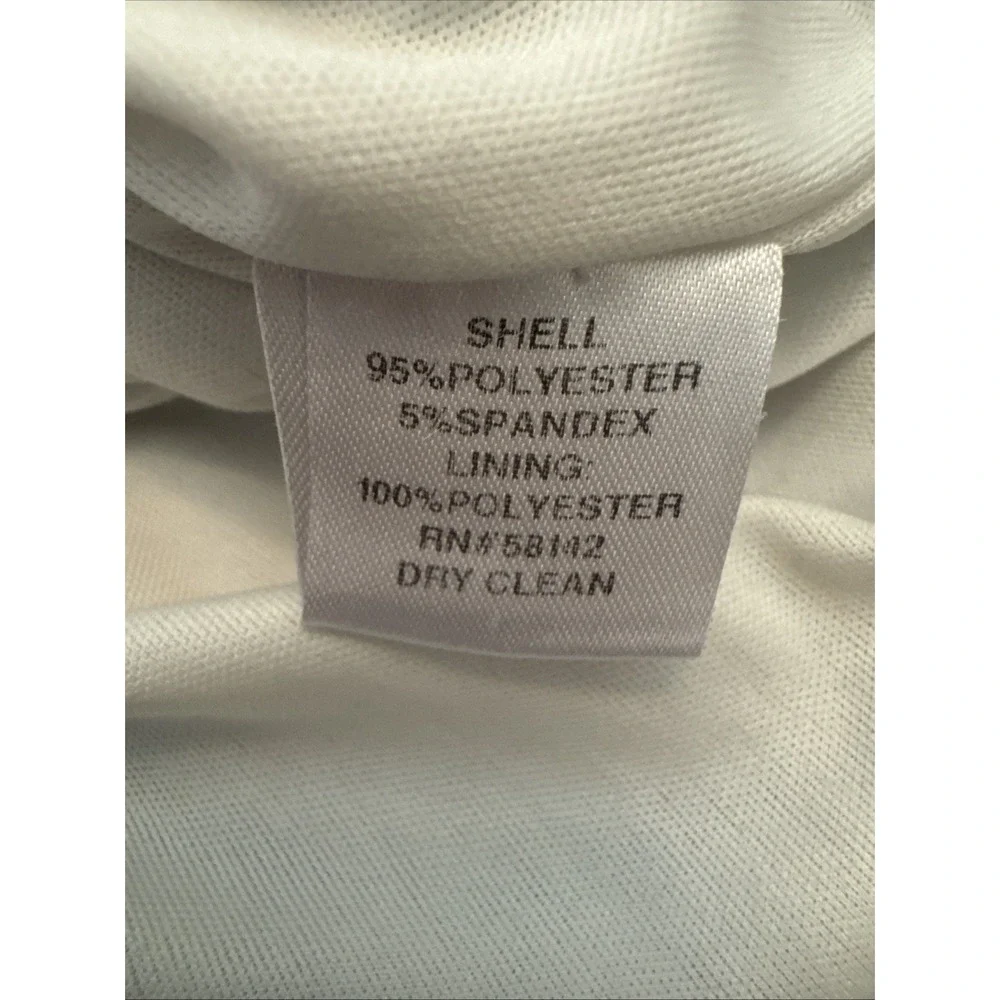 SHELL
95%POLYESTER
5%SPANDEX
LINING:
100%POLYESTER
RN#58142
DRY CLEAN